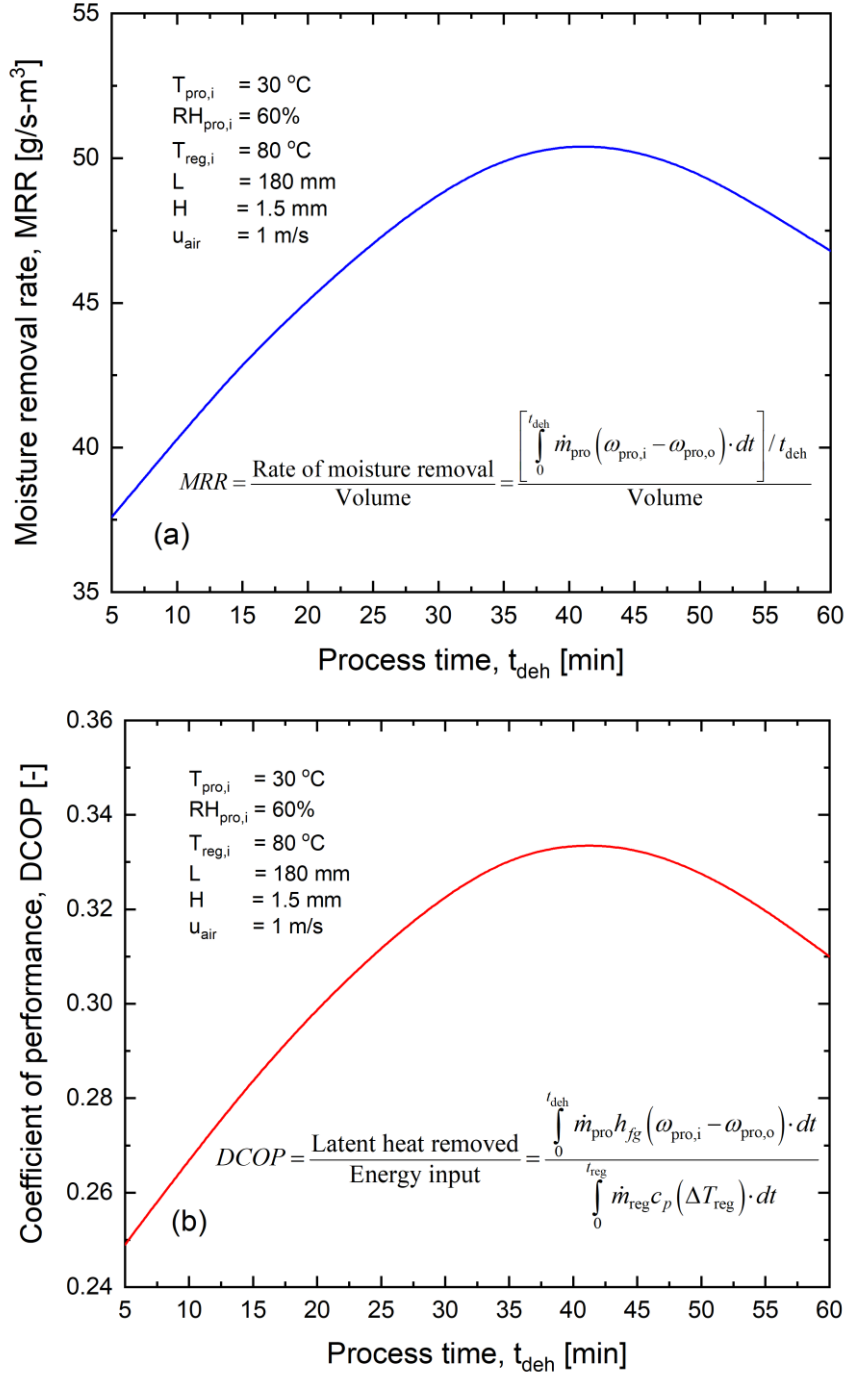 55
50
45
40
35
Moisture removal rate, MRR [g/s-m³]
T_pro,i = 30 °C
RH_pro,i = 60%
T_reg,i = 80 °C
L = 180 mm
H = 1.5 mm
u_air = 1 m/s
MRR = Rate of moisture removal / Volume = [∫_0^{t_deh} ṁ_pro (ω_pro,i − ω_pro,o) · dt] / t_deh / Volume
(a)
5 10 15 20 25 30 35 40 45 50 55 60
Process time, t_deh [min]
0.36
0.34
0.32
0.30
0.28
0.26
0.24
Coefficient of performance, DCOP [-]
T_pro,i = 30 °C
RH_pro,i = 60%
T_reg,i = 80 °C
L = 180 mm
H = 1.5 mm
u_air = 1 m/s
DCOP = Latent heat removed / Energy input = ∫_0^{t_deh} ṁ_pro h_fg (ω_pro,i − ω_pro,o) · dt / ∫_0^{t_reg} ṁ_reg c_p (ΔT_reg) · dt
(b)
5 10 15 20 25 30 35 40 45 50 55 60
Process time, t_deh [min]